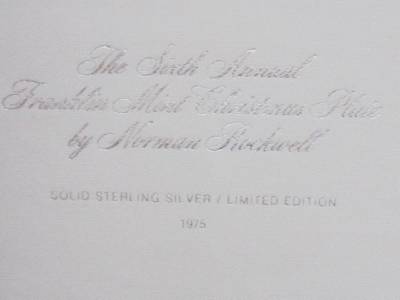 The Sixth Annual
Franklin Mint Christmas Plate
by Norman Rockwell
SOLID STERLING SILVER / LIMITED EDITION
1975